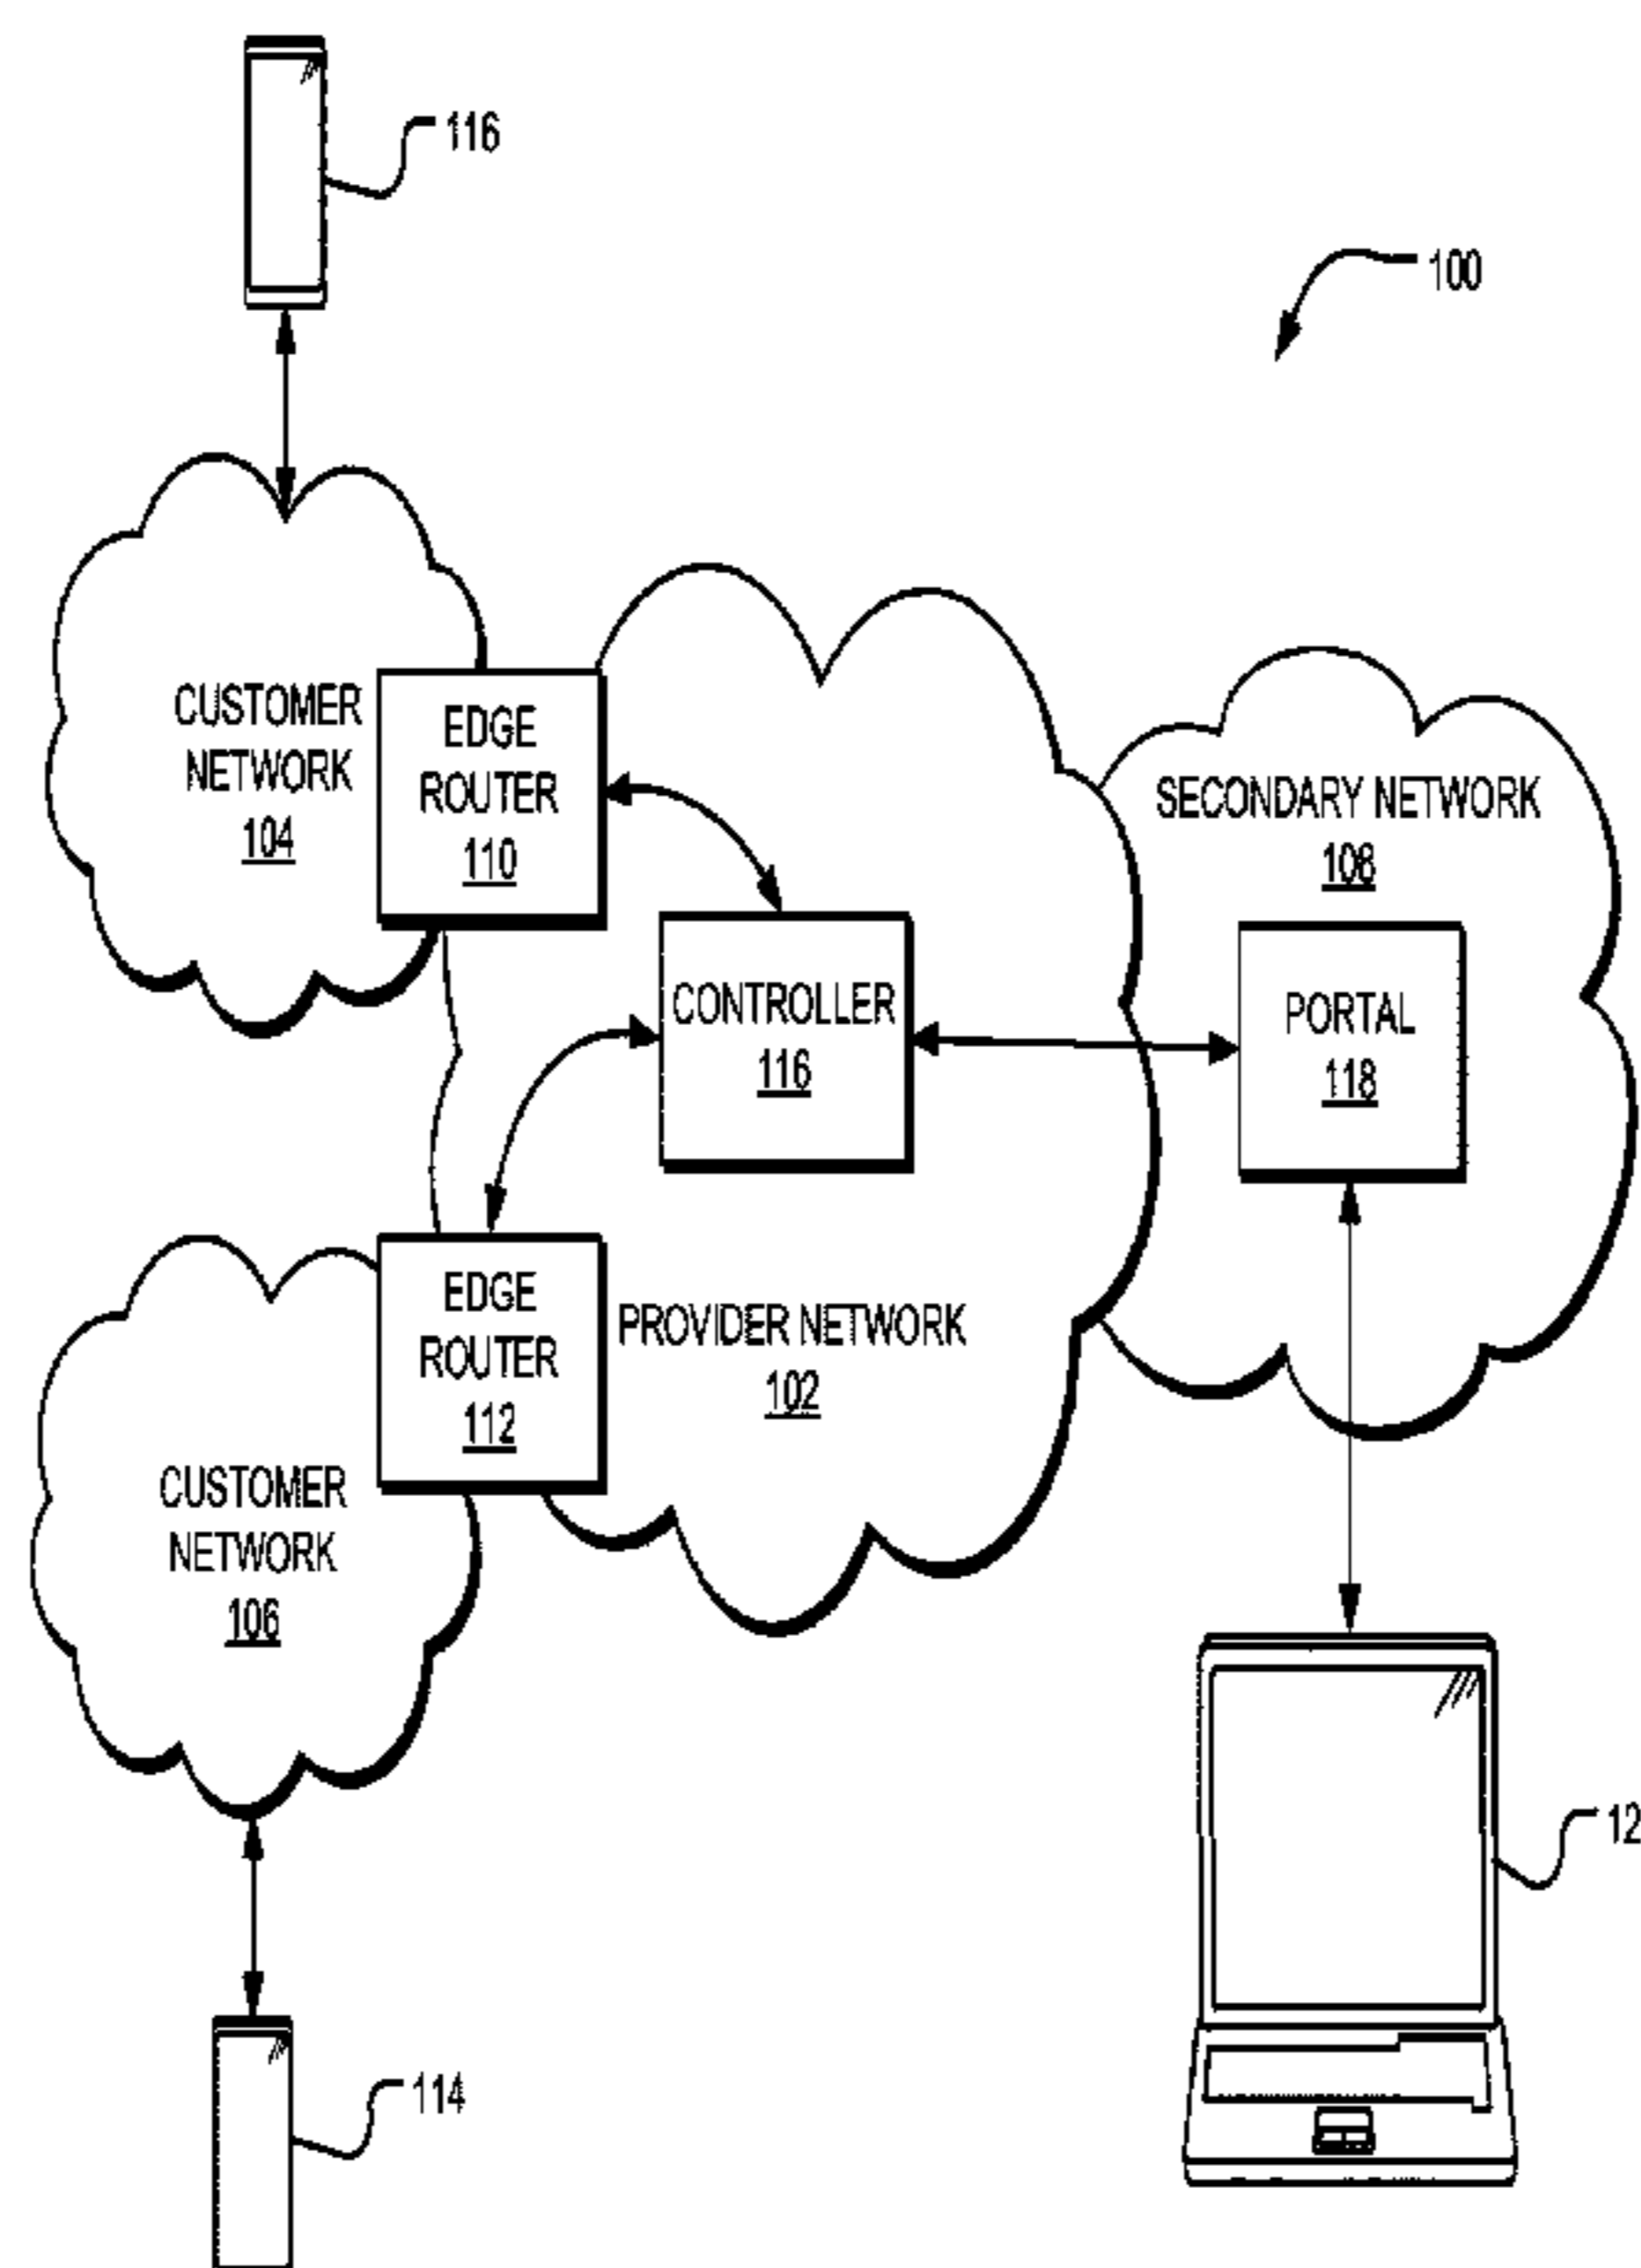 116
100
CUSTOMER
NETWORK
104
EDGE
ROUTER
110
SECONDARY NETWORK
108
CONTROLLER
116
PORTAL
118
EDGE
ROUTER
112
PROVIDER NETWORK
102
CUSTOMER
NETWORK
106
12
114